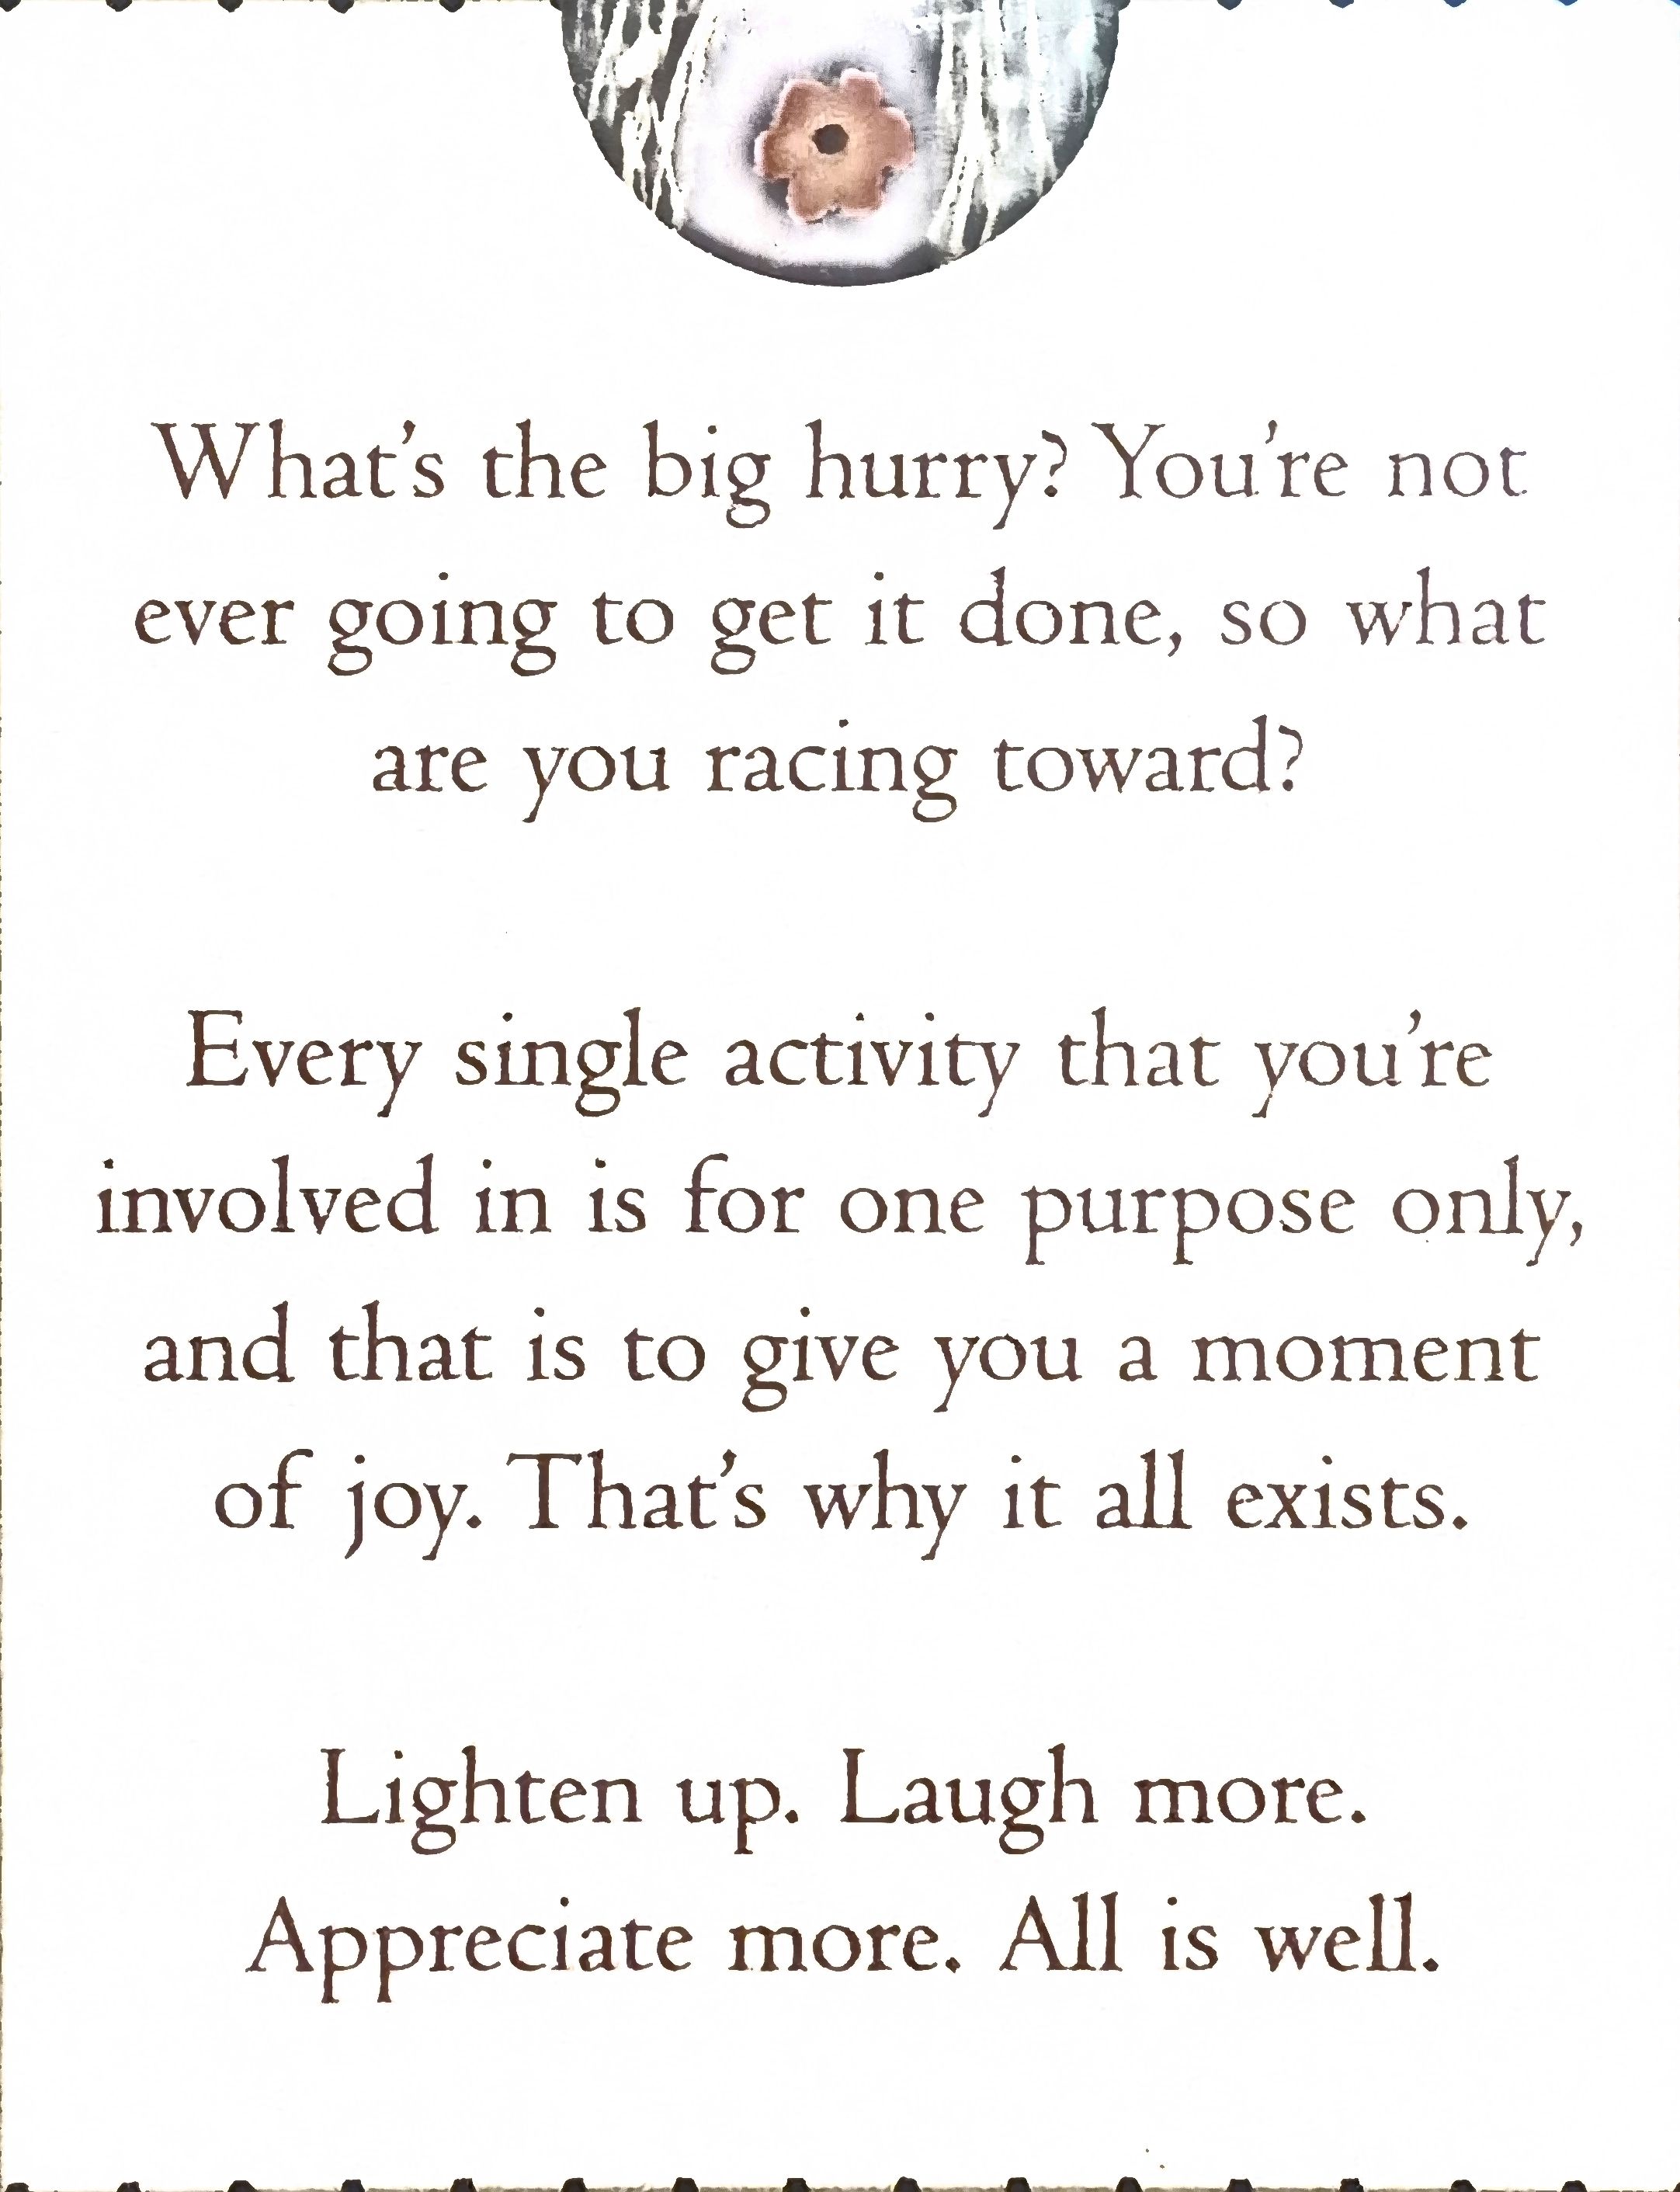 What's the big hurry? You're not
ever going to get it done, so what
are you racing toward?
Every single activity that you're
involved in is for one purpose only,
and that is to give you a moment
of joy. That's why it all exists.
Lighten up. Laugh more.
Appreciate more. All is well.